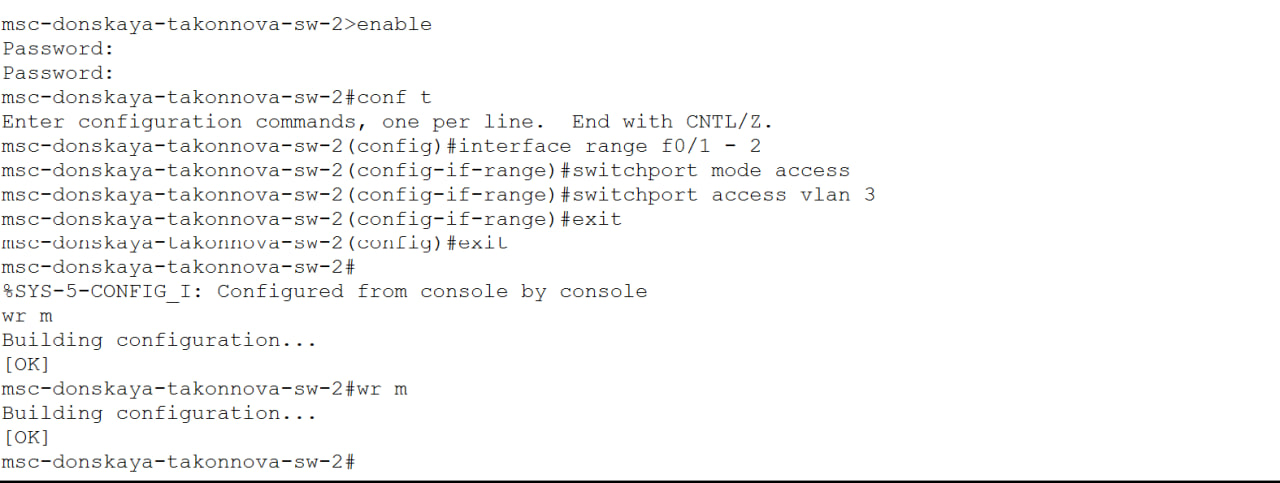 msc-donskaya-takonnova-sw-2>enable
Password:
Password:
msc-donskaya-takonnova-sw-2#conf t
Enter configuration commands, one per line.  End with CNTL/Z.
msc-donskaya-takonnova-sw-2(config)#interface range f0/1 - 2
msc-donskaya-takonnova-sw-2(config-if-range)#switchport mode access
msc-donskaya-takonnova-sw-2(config-if-range)#switchport access vlan 3
msc-donskaya-takonnova-sw-2(config-if-range)#exit
msc-donskaya-takonnova-sw-2(config)#exit
msc-donskaya-takonnova-sw-2#
%SYS-5-CONFIG_I: Configured from console by console
wr m
Building configuration...
[OK]
msc-donskaya-takonnova-sw-2#wr m
Building configuration...
[OK]
msc-donskaya-takonnova-sw-2#